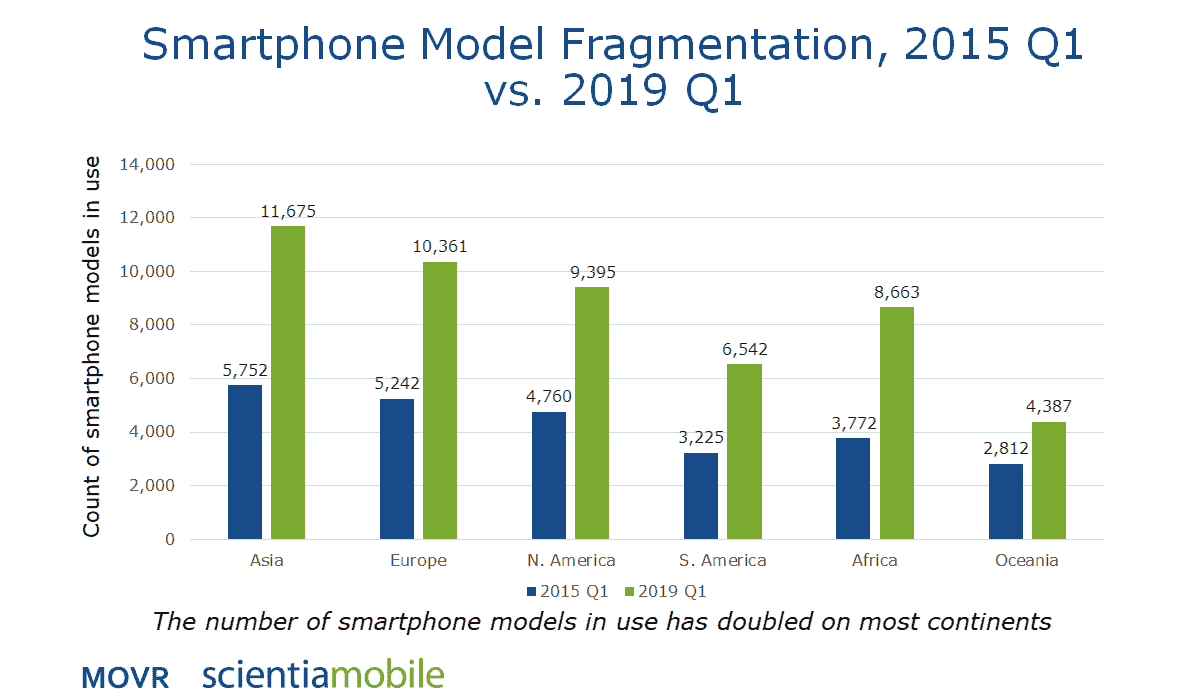 Smartphone Model Fragmentation, 2015 Q1
vs. 2019 Q1
Count of smartphone models in use
14,000
12,000
10,000
8,000
6,000
4,000
2,000
0
5,752
11,675
5,242
10,361
4,760
9,395
3,225
6,542
3,772
8,663
2,812
4,387
Asia
Europe
N. America
S. America
Africa
Oceania
2015 Q1
2019 Q1
The number of smartphone models in use has doubled on most continents
MOVR
scientiamobile